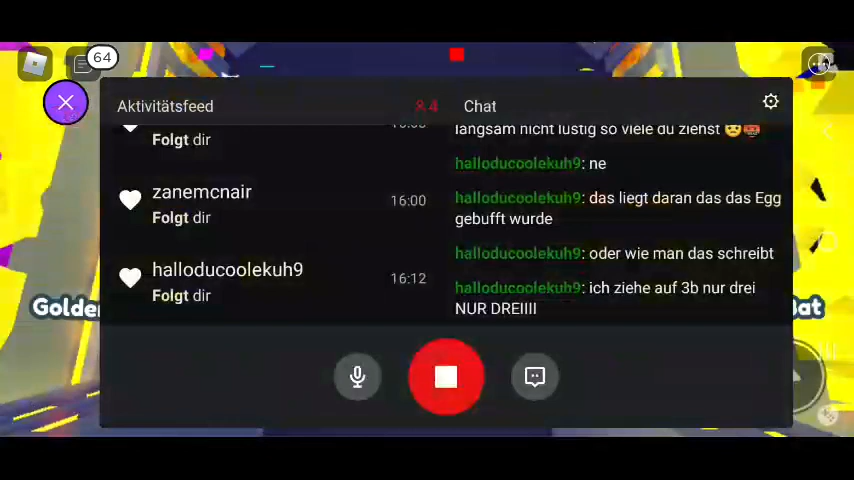 64
Aktivitätsfeed
4
Chat
Folgt dir
zanemcnair
16:00
Folgt dir
halloducoolekuh9
16:12
Folgt dir
langsam nicht lustig so viele du ziehst 😟👹
halloducoolekuh9: ne
halloducoolekuh9: das liegt daran das das Egg
gebufft wurde
halloducoolekuh9: oder wie man das schreibt
halloducoolekuh9: ich ziehe auf 3b nur drei
NUR DREIIII
Golden